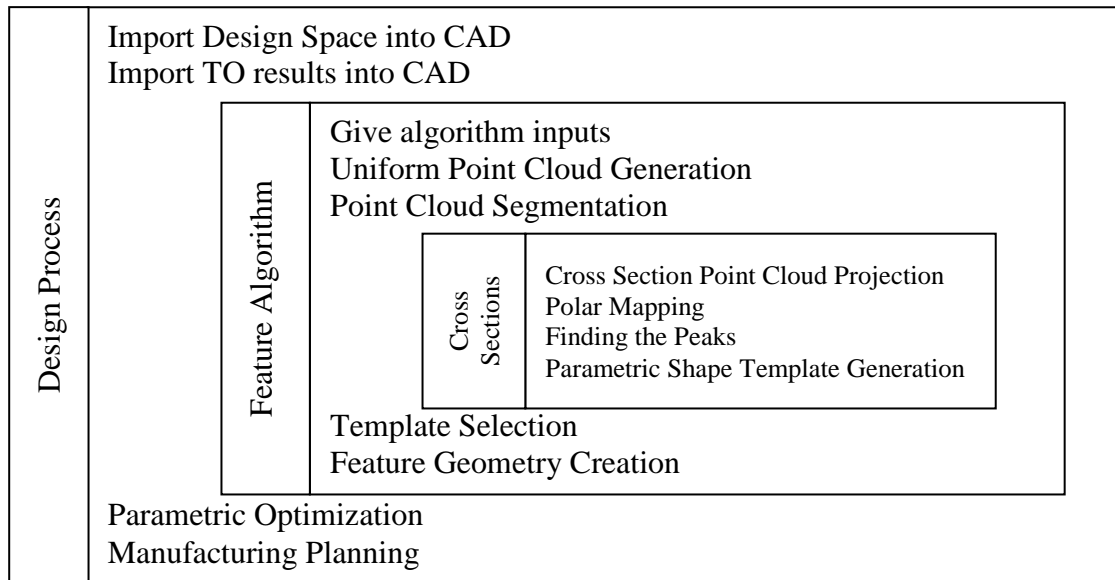 Design Process
Import Design Space into CAD
Import TO results into CAD
Feature Algorithm
Give algorithm inputs
Uniform Point Cloud Generation
Point Cloud Segmentation
Cross
Sections
Cross Section Point Cloud Projection
Polar Mapping
Finding the Peaks
Parametric Shape Template Generation
Template Selection
Feature Geometry Creation
Parametric Optimization
Manufacturing Planning